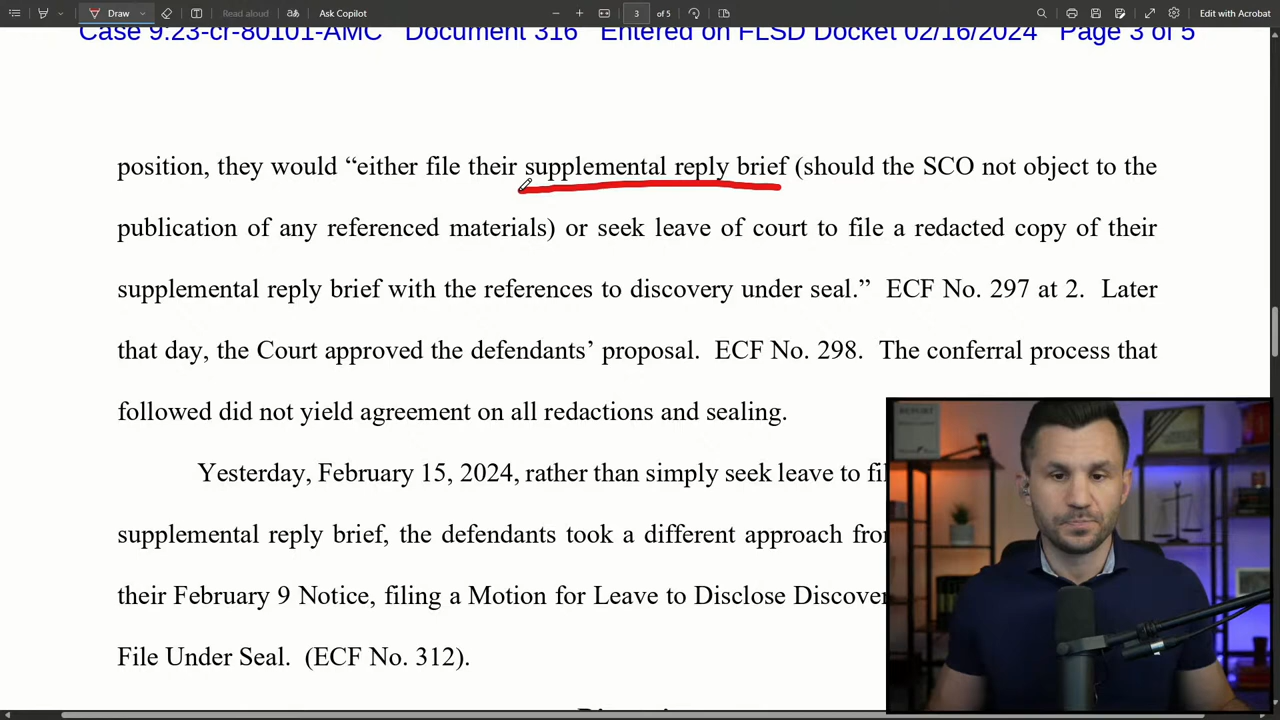 Draw
Read aloud
Ask Copilot
3
of 5
Edit with Acrobat
Case 9:23-cr-80101-AMC Document 316 Entered on FLSD Docket 02/16/2024 Page 3 of 5
position, they would “either file their supplemental reply brief (should the SCO not object to the
publication of any referenced materials) or seek leave of court to file a redacted copy of their
supplemental reply brief with the references to discovery under seal.” ECF No. 297 at 2. Later
that day, the Court approved the defendants’ proposal. ECF No. 298. The conferral process that
followed did not yield agreement on all redactions and sealing.
Yesterday, February 15, 2024, rather than simply seek leave to
supplemental reply brief, the defendants took a different approach
their February 9 Notice, filing a Motion for Leave to Disclose
File Under Seal. (ECF No. 312).